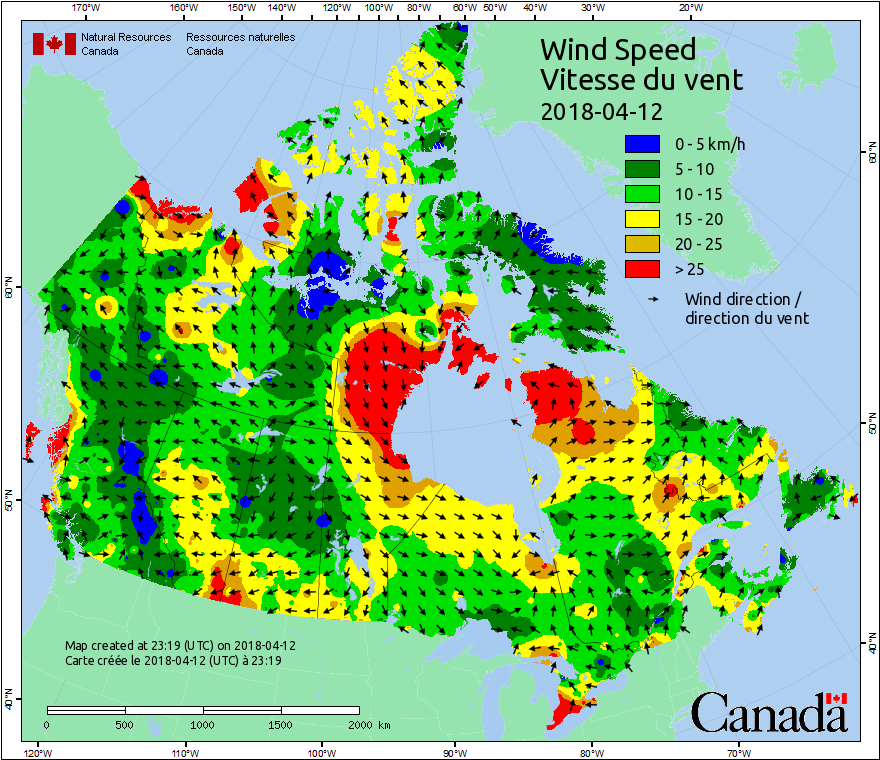 170°W 160°W 150°W 140°W 130°W 120°W 110°W 100°W 90°W 80°W 70°W 60°W 50°W 40°W 30°W 20°W
Natural Resources Ressources naturelles
Canada Canada
Wind Speed
Vitesse du vent
2018-04-12
0 - 5 km/h
5 - 10
10 - 15
15 - 20
20 - 25
> 25
Wind direction /
direction du vent
60°N
60°N
50°N
50°N
40°N
40°N
Map created at 23:19 (UTC) on 2018-04-12
Carte créée le 2018-04-12 (UTC) à 23:19
0 500 1000 1500 2000 km
Canada
120°W 110°W 100°W 90°W 80°W 70°W